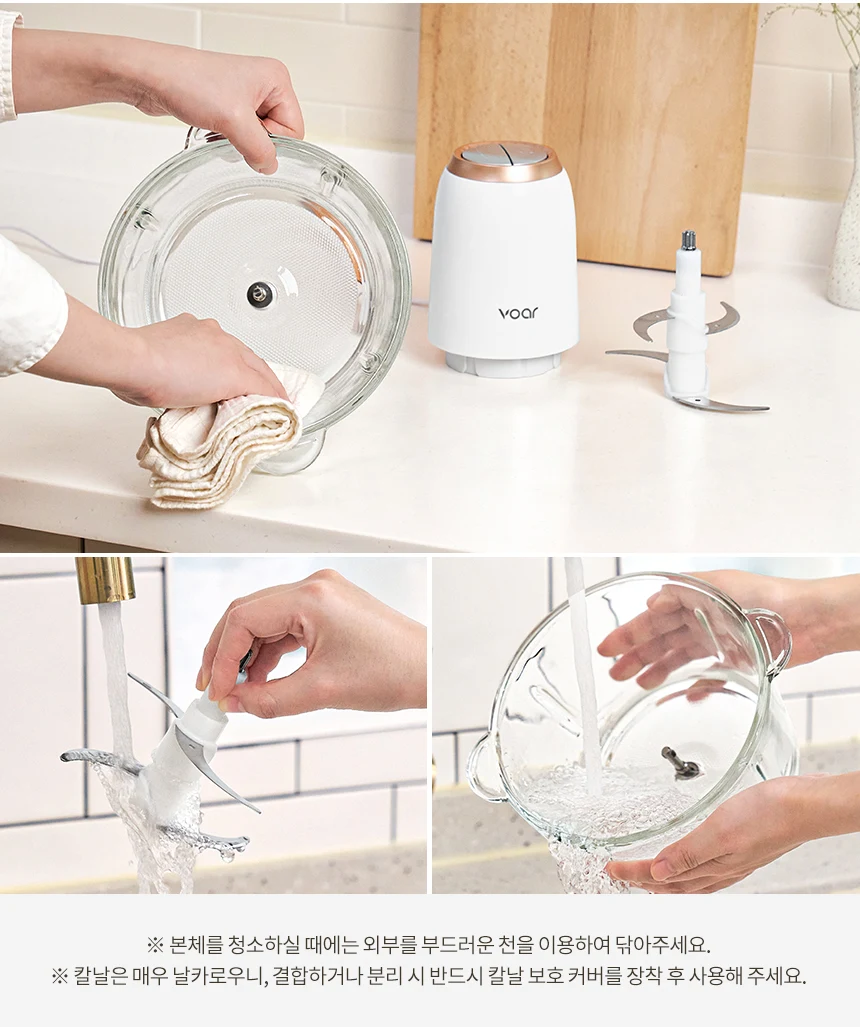 voar
※ 본체를 청소하실 때에는 외부를 부드러운 천을 이용하여 닦아주세요.
※ 칼날은 매우 날카로우니, 결합하거나 분리 시 반드시 칼날 보호 커버를 장착 후 사용해 주세요.